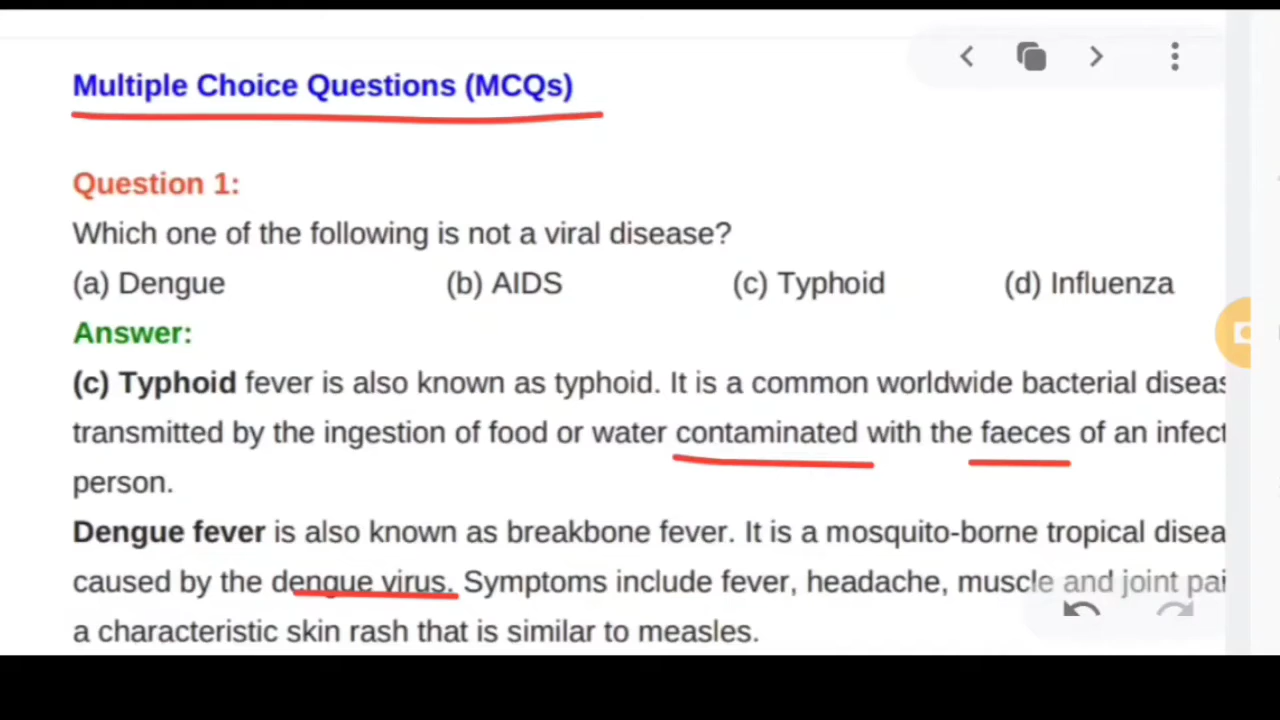 Multiple Choice Questions (MCQs)
Question 1:
Which one of the following is not a viral disease?
(a) Dengue (b) AIDS (c) Typhoid (d) Influenza
Answer:
(c) Typhoid fever is also known as typhoid. It is a common worldwide bacterial diseas
transmitted by the ingestion of food or water contaminated with the faeces of an infect
person.
Dengue fever is also known as breakbone fever. It is a mosquito-borne tropical disea
caused by the dengue virus. Symptoms include fever, headache, muscle and joint pai
a characteristic skin rash that is similar to measles.